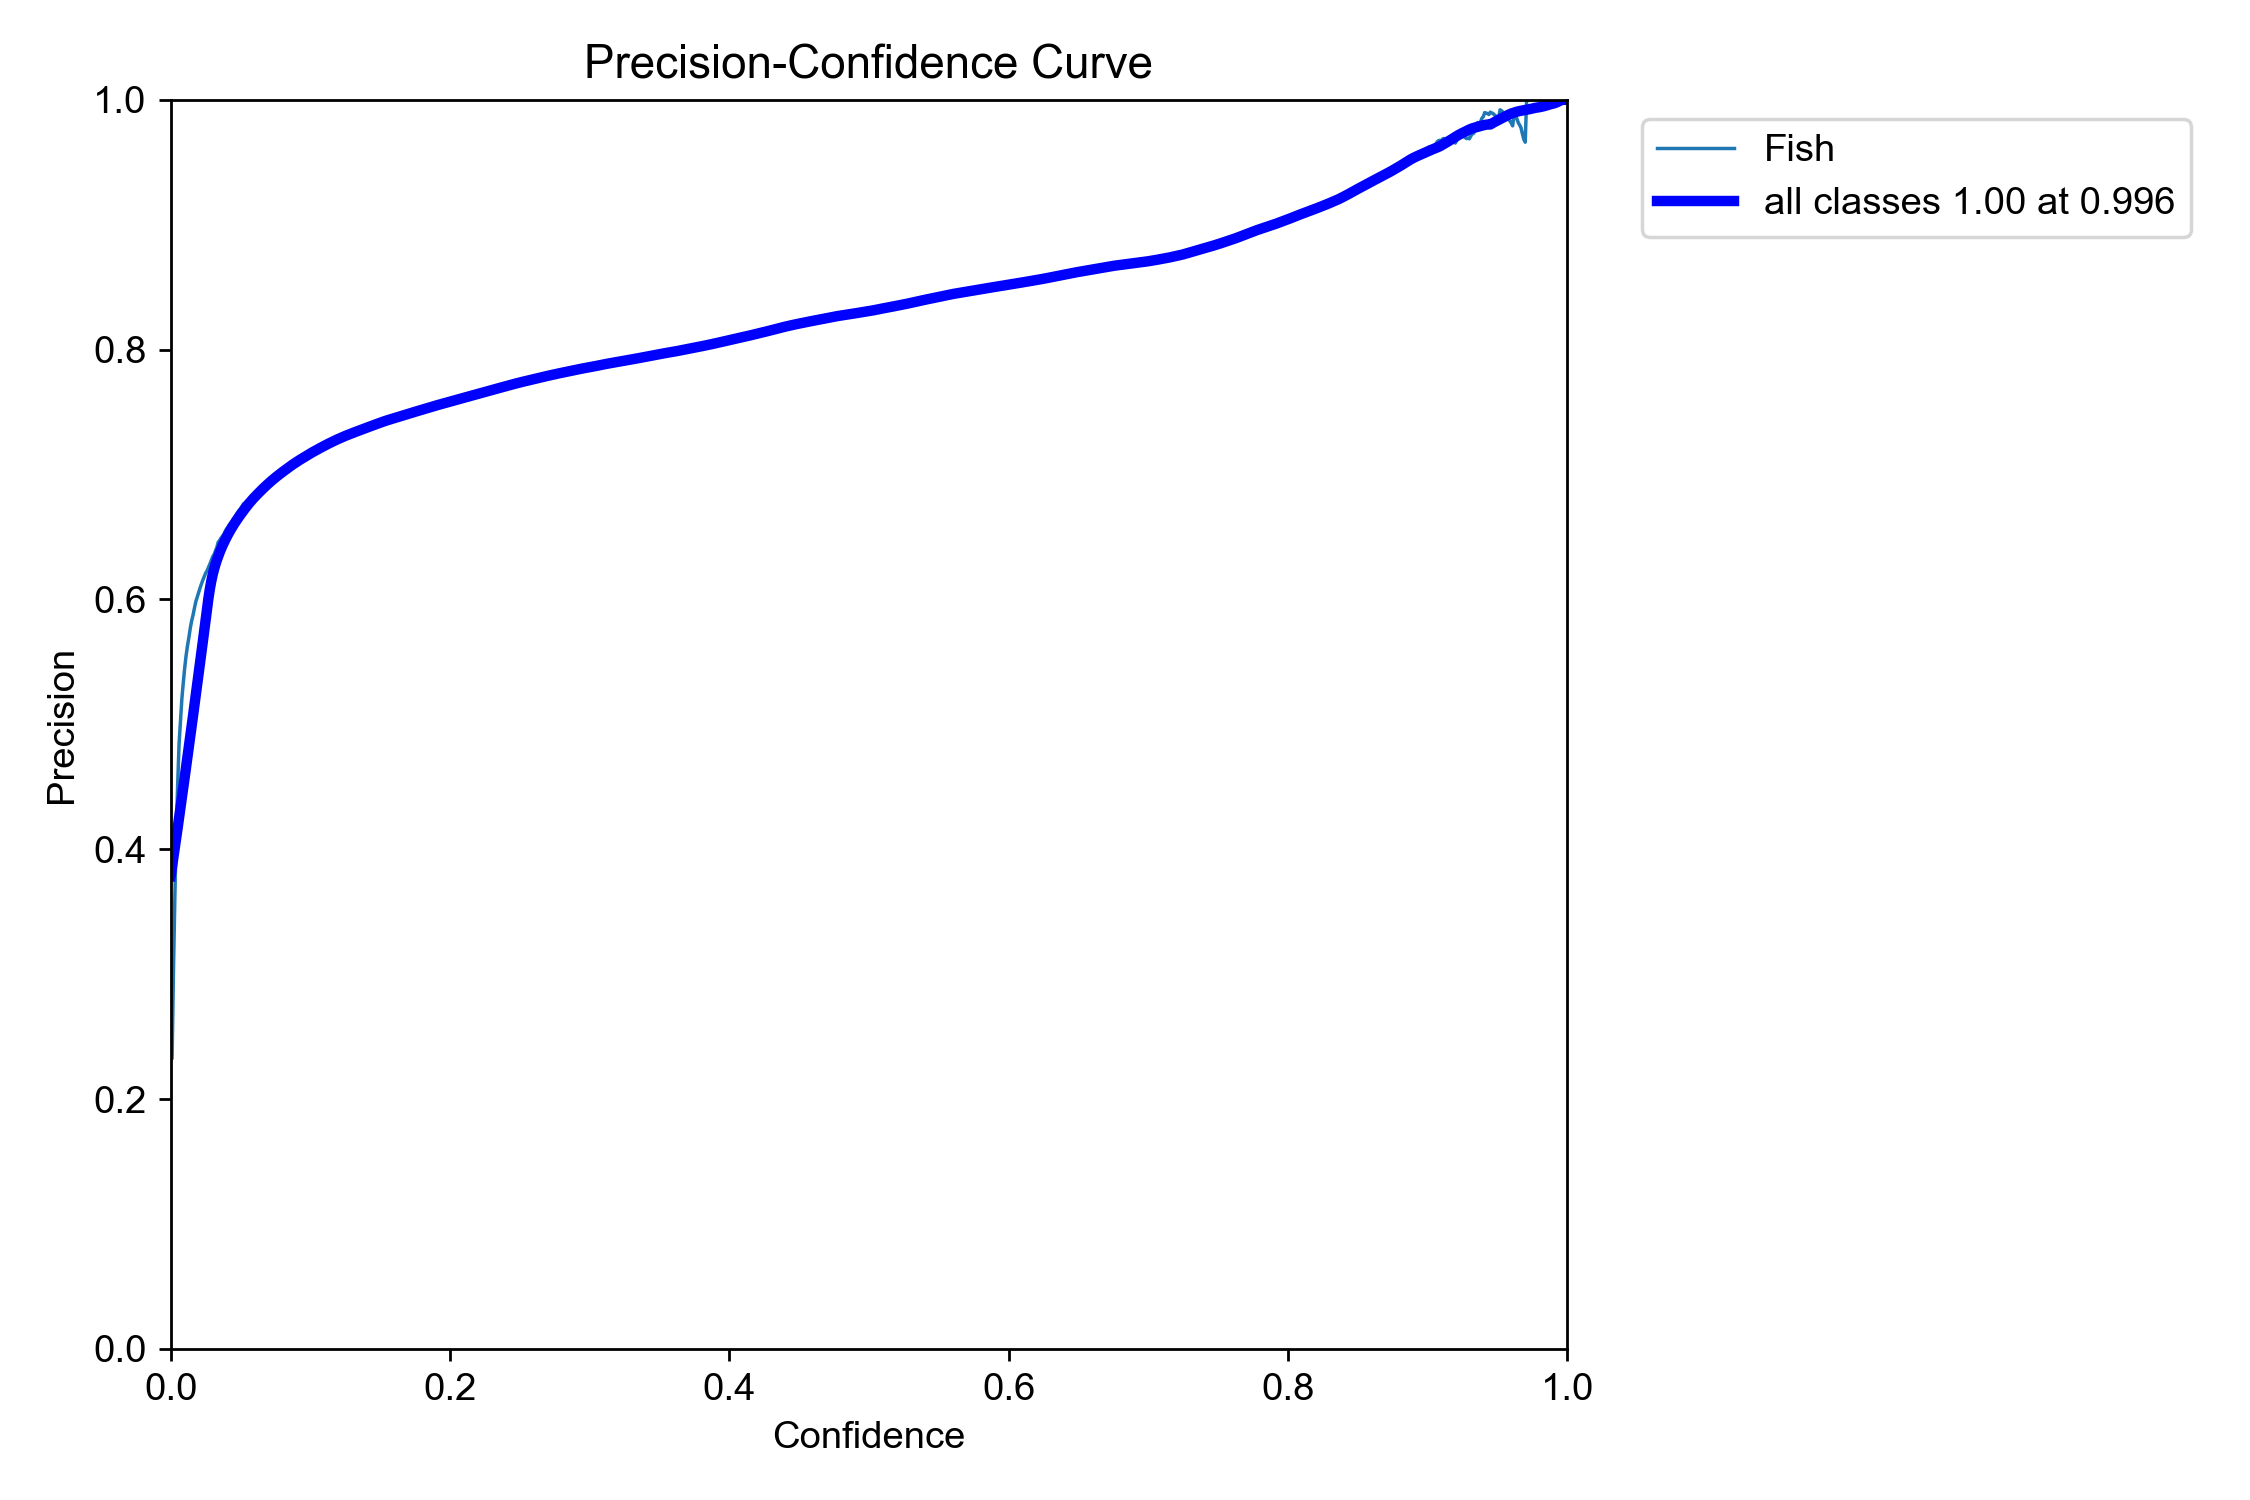 Precision-Confidence Curve
1.0
0.8
0.6
0.4
0.2
0.0
Precision
0.0 0.2 0.4 0.6 0.8 1.0
Confidence
Fish
all classes 1.00 at 0.996